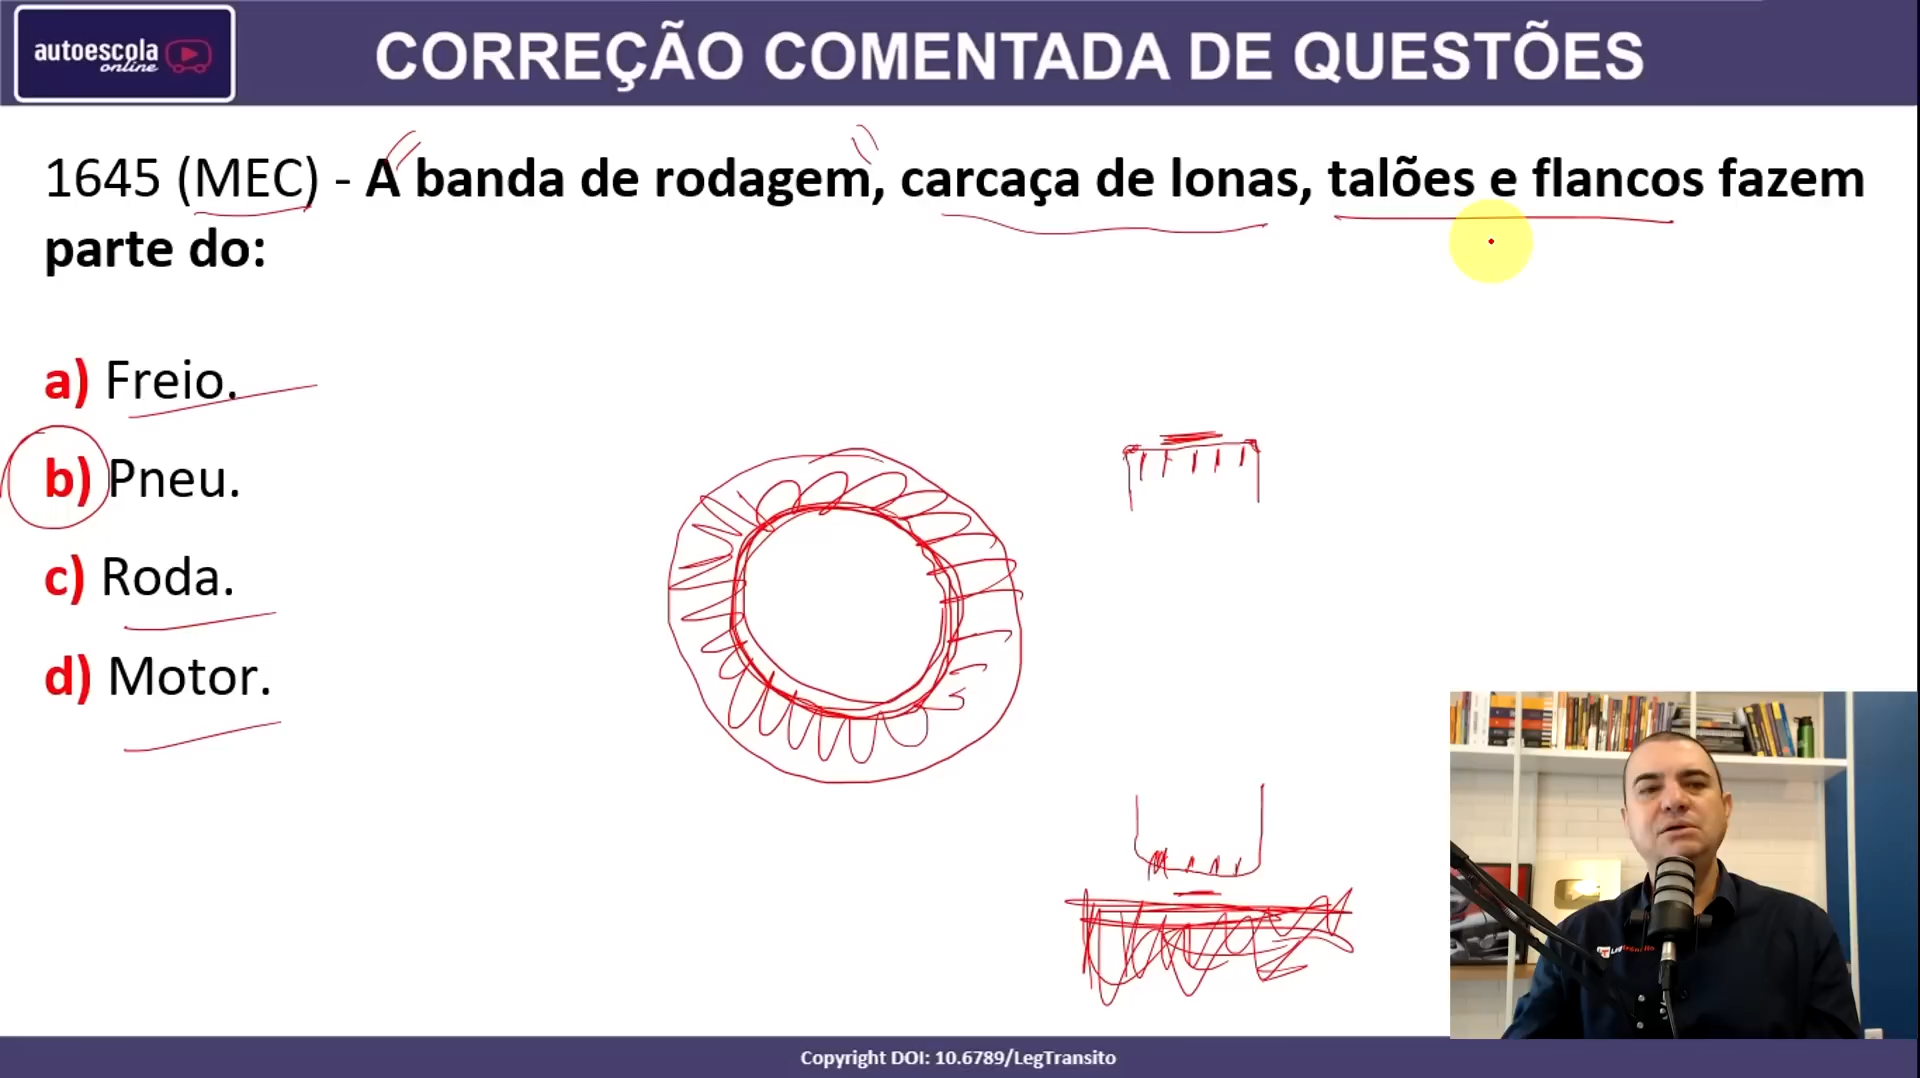 autoescola
online
CORREÇÃO COMENTADA DE QUESTÕES
1645 (MEC) - A banda de rodagem, carcaça de lonas, talões e flancos fazem
parte do:
a) Freio.
b) Pneu.
c) Roda.
d) Motor.
Legtransito
Copyright DOI: 10.6789/LegTransito